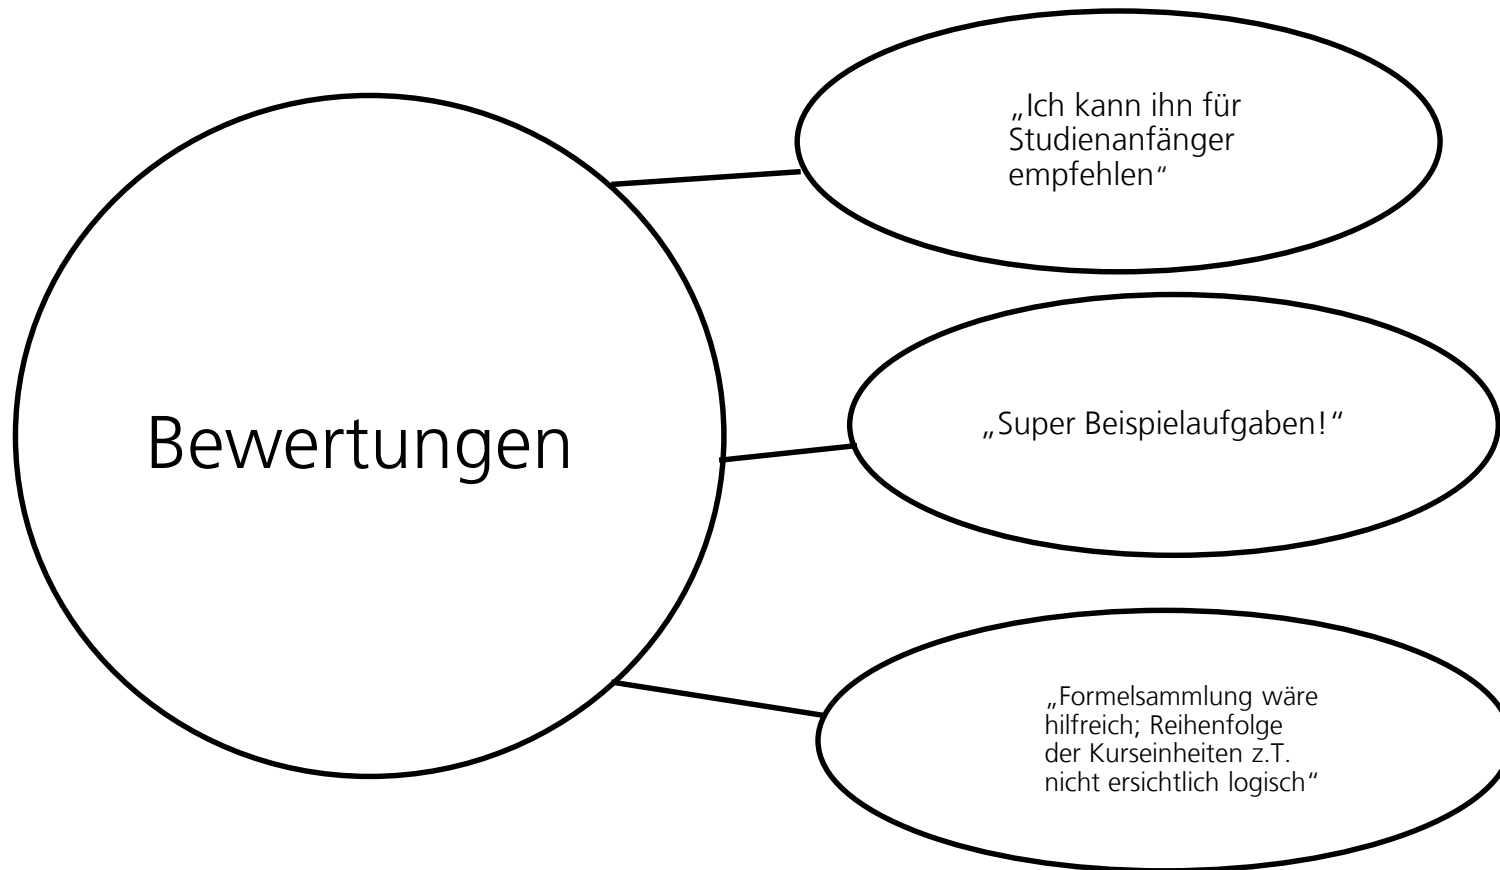 Bewertungen
„Ich kann ihn für
Studienanfänger
empfehlen“
„Super Beispielaufgaben!“
„Formelsammlung wäre
hilfreich; Reihenfolge
der Kurseinheiten z.T.
nicht ersichtlich logisch“